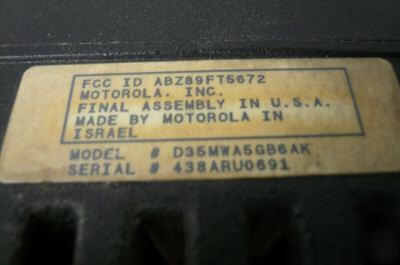 FCC ID ABZ89FT5672
MOTOROLA. INC.
FINAL ASSEMBLY IN U.S.A.
MADE BY MOTOROLA IN
ISRAEL
MODEL # D35MWA5GB6AK
SERIAL # 438ARU0691